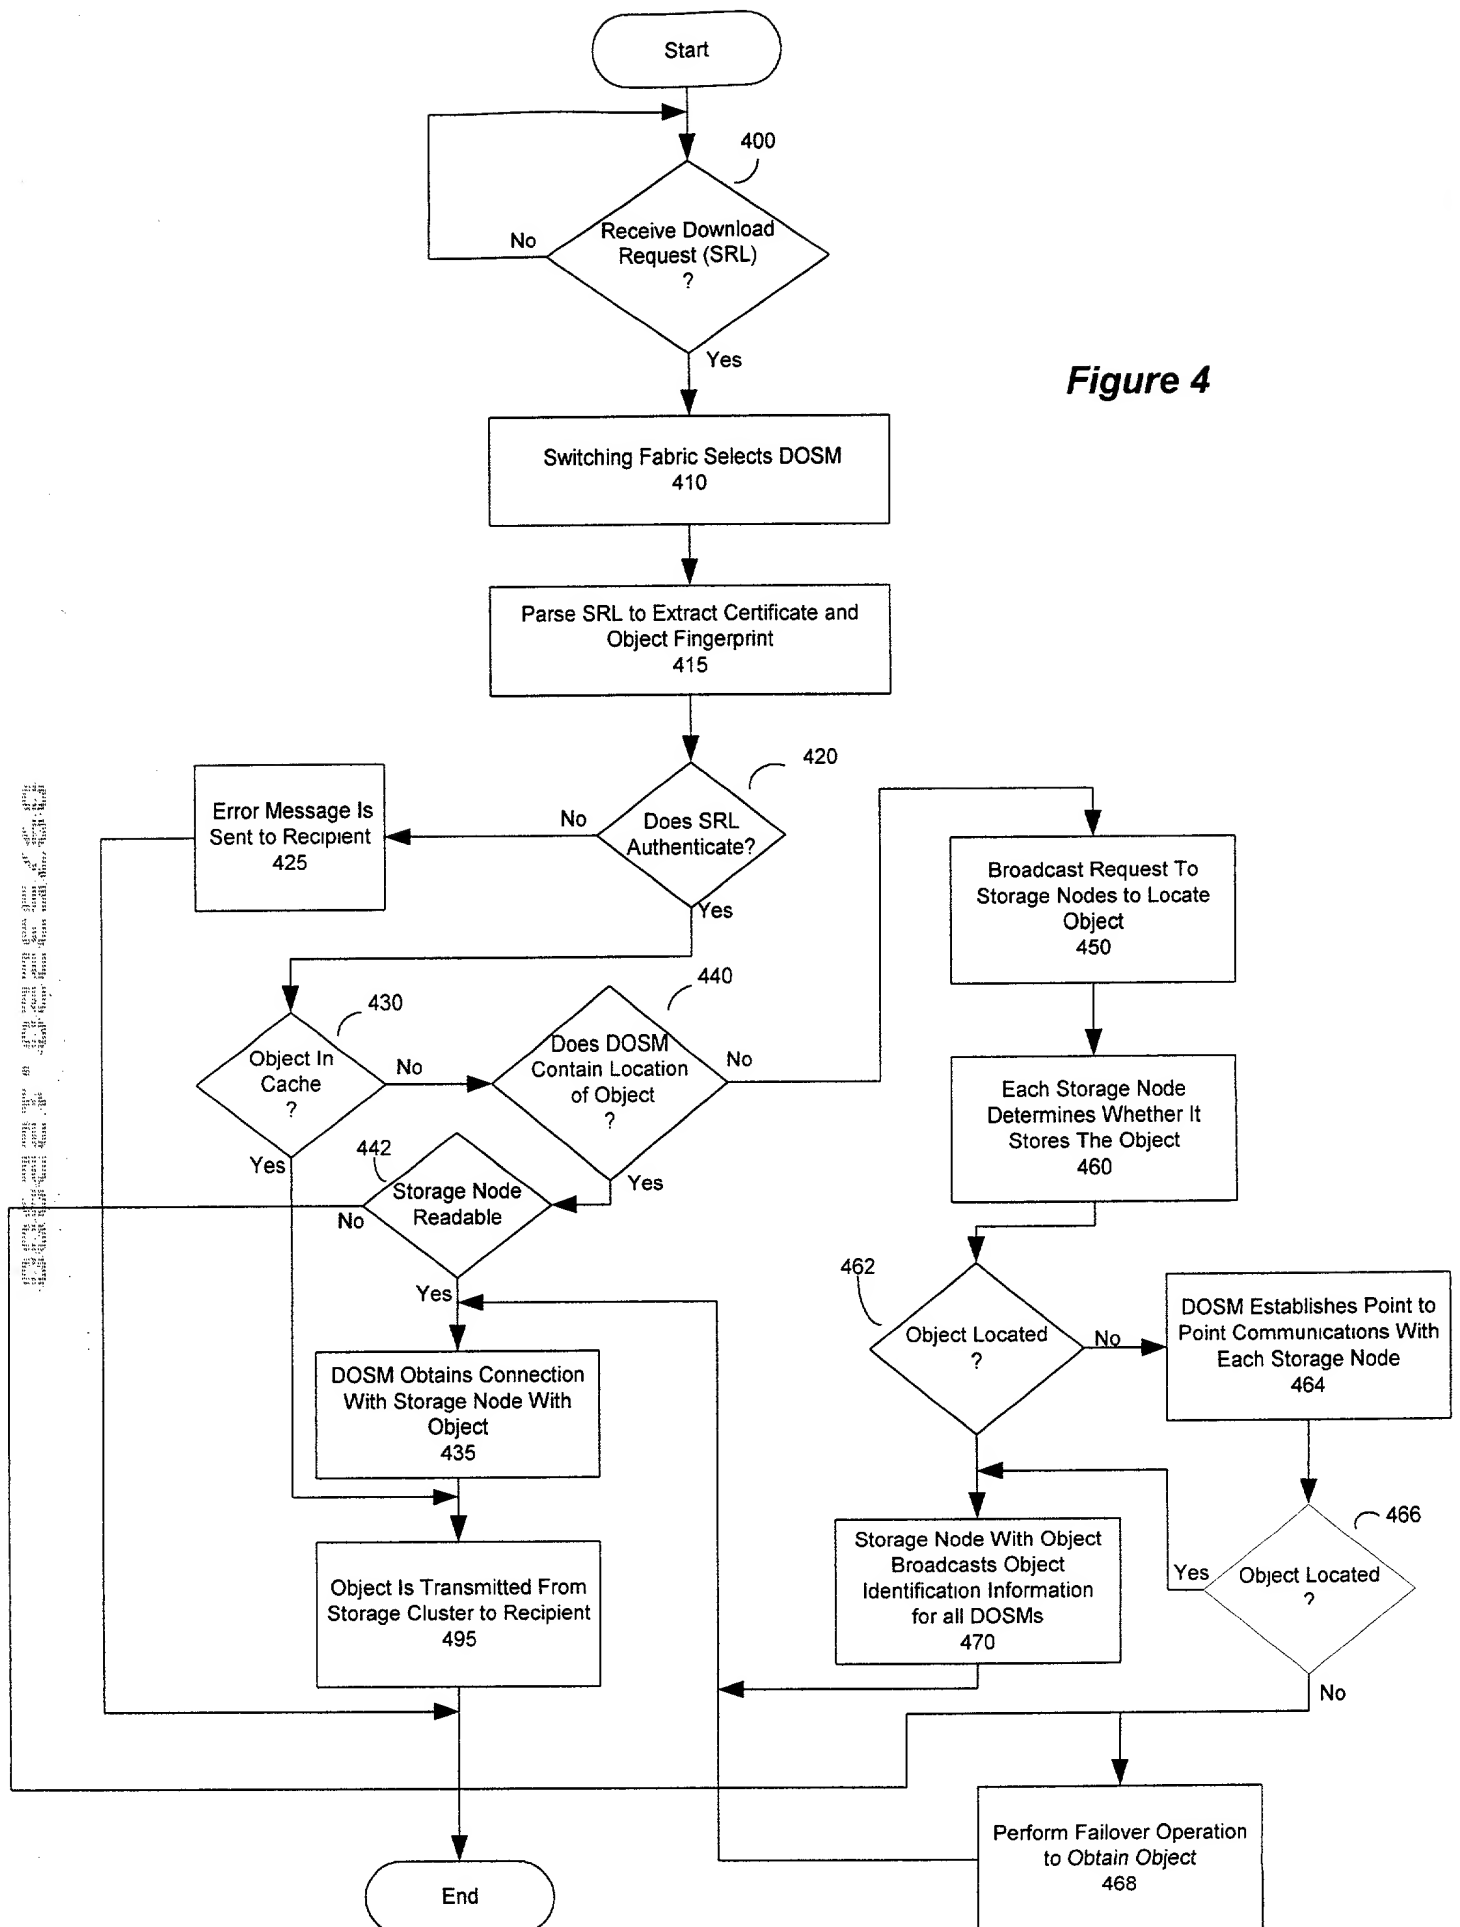 Start
400
Receive Download
Request (SRL)
?
No
Yes
Figure 4
Switching Fabric Selects DOSM
410
Parse SRL to Extract Certificate and
Object Fingerprint
415
420
Does SRL
Authenticate?
No
Yes
Error Message Is
Sent to Recipient
425
Broadcast Request To
Storage Nodes to Locate
Object
450
430
Object In
Cache
?
No
Yes
440
Does DOSM
Contain Location
of Object
?
No
Yes
Each Storage Node
Determines Whether It
Stores The Object
460
442
Storage Node
Readable
No
Yes
462
Object Located
?
No
DOSM Establishes Point to
Point Communications With
Each Storage Node
464
DOSM Obtains Connection
With Storage Node With
Object
435
466
Object Located
?
Yes
No
Storage Node With Object
Broadcasts Object
Identification Information
for all DOSMs
470
Object Is Transmitted From
Storage Cluster to Recipient
495
Perform Failover Operation
to Obtain Object
468
End